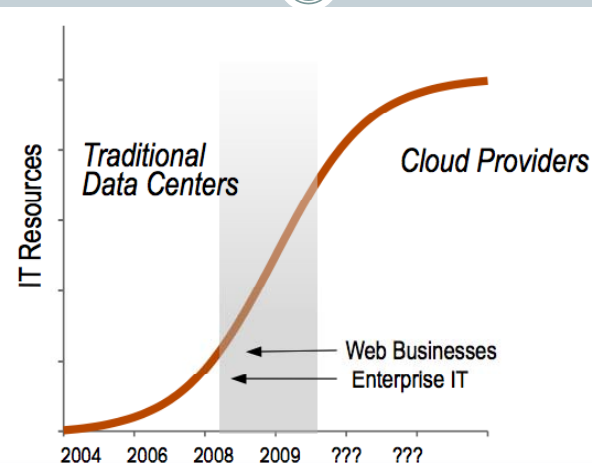 IT Resources
Traditional
Data Centers
Cloud Providers
Web Businesses
Enterprise IT
2004 2006 2008 2009 ??? ???